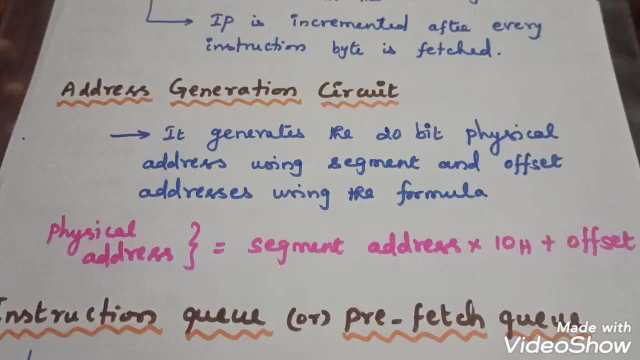 IP is incremented after every
instruction byte is fetched.
Address Generation Circuit
It generates the 20 bit physical
address using segment and offset
addresses using the formula
physical
address } = segment address × 10H + offset
Instruction queue (or) pre-fetch queue
Made with
VideoShow